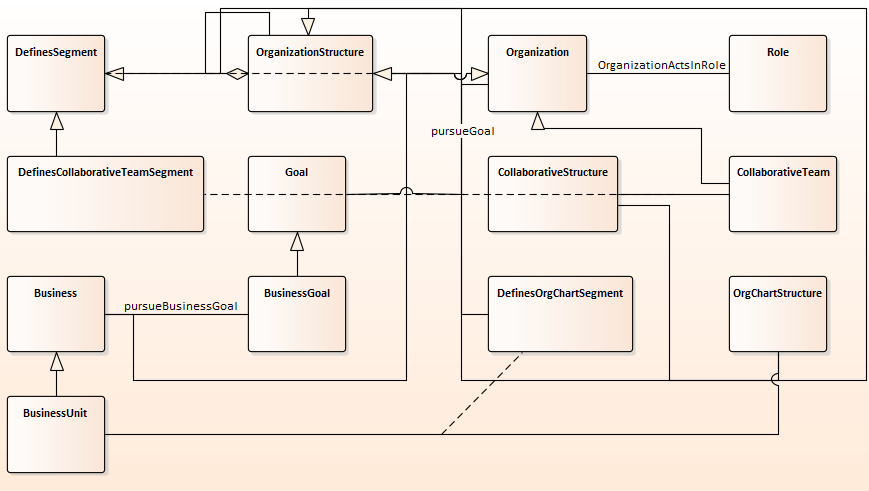 DefinesSegment
OrganizationStructure
Organization
OrganizationActsInRole
Role
pursueGoal
DefinesCollaborativeTeamSegment
Goal
CollaborativeStructure
CollaborativeTeam
Business
pursueBusinessGoal
BusinessGoal
DefinesOrgChartSegment
OrgChartStructure
BusinessUnit